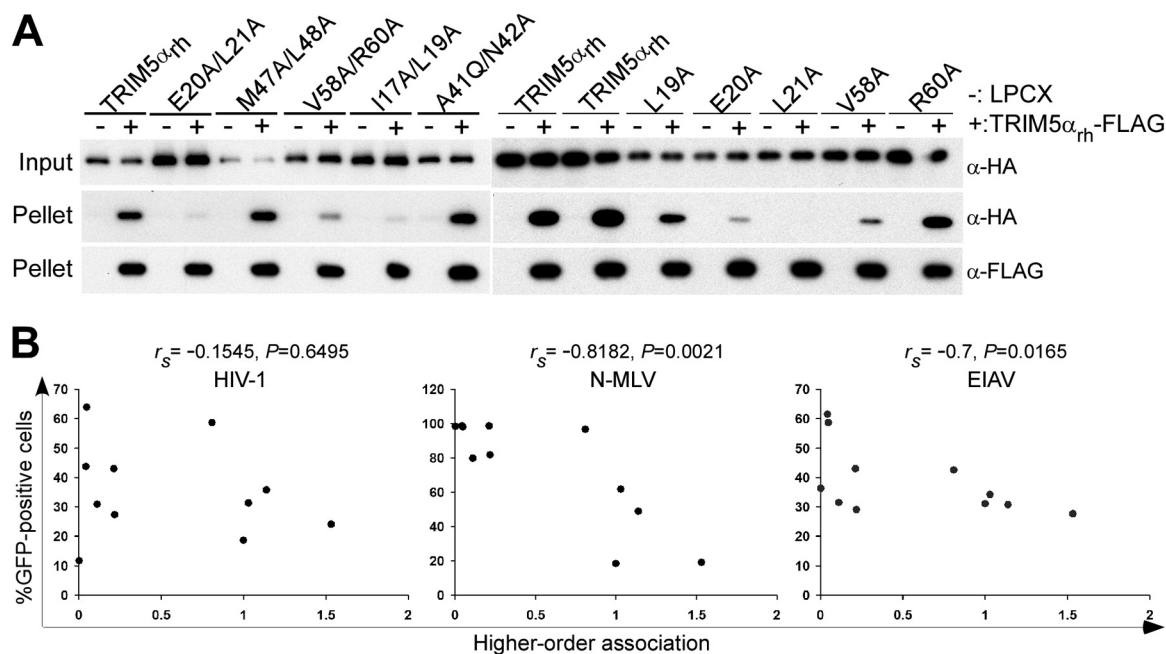 A
TRIM5αrh E20A/L21A M47A/L48A V58A/R60A I17A/L19A A41Q/N42A TRIM5αrh TRIM5αrh L19A E20A L21A V58A R60A
-: LPCX
- + - + - + - + - + - + - + - + - + - + - + - + - + +:TRIM5αrh-FLAG
Input α-HA
Pellet α-HA
Pellet α-FLAG
B
rs= -0.1545, P=0.6495 rs= -0.8182, P=0.0021 rs= -0.7, P=0.0165
HIV-1 N-MLV EIAV
%GFP-positive cells
70 120 70
60 100 60
50 80 50
40 60 40
30 40 30
20 20 20
10 0 10
0 0
0 0.5 1 1.5 2 0 0.5 1 1.5 2 0 0.5 1 1.5 2
Higher-order association